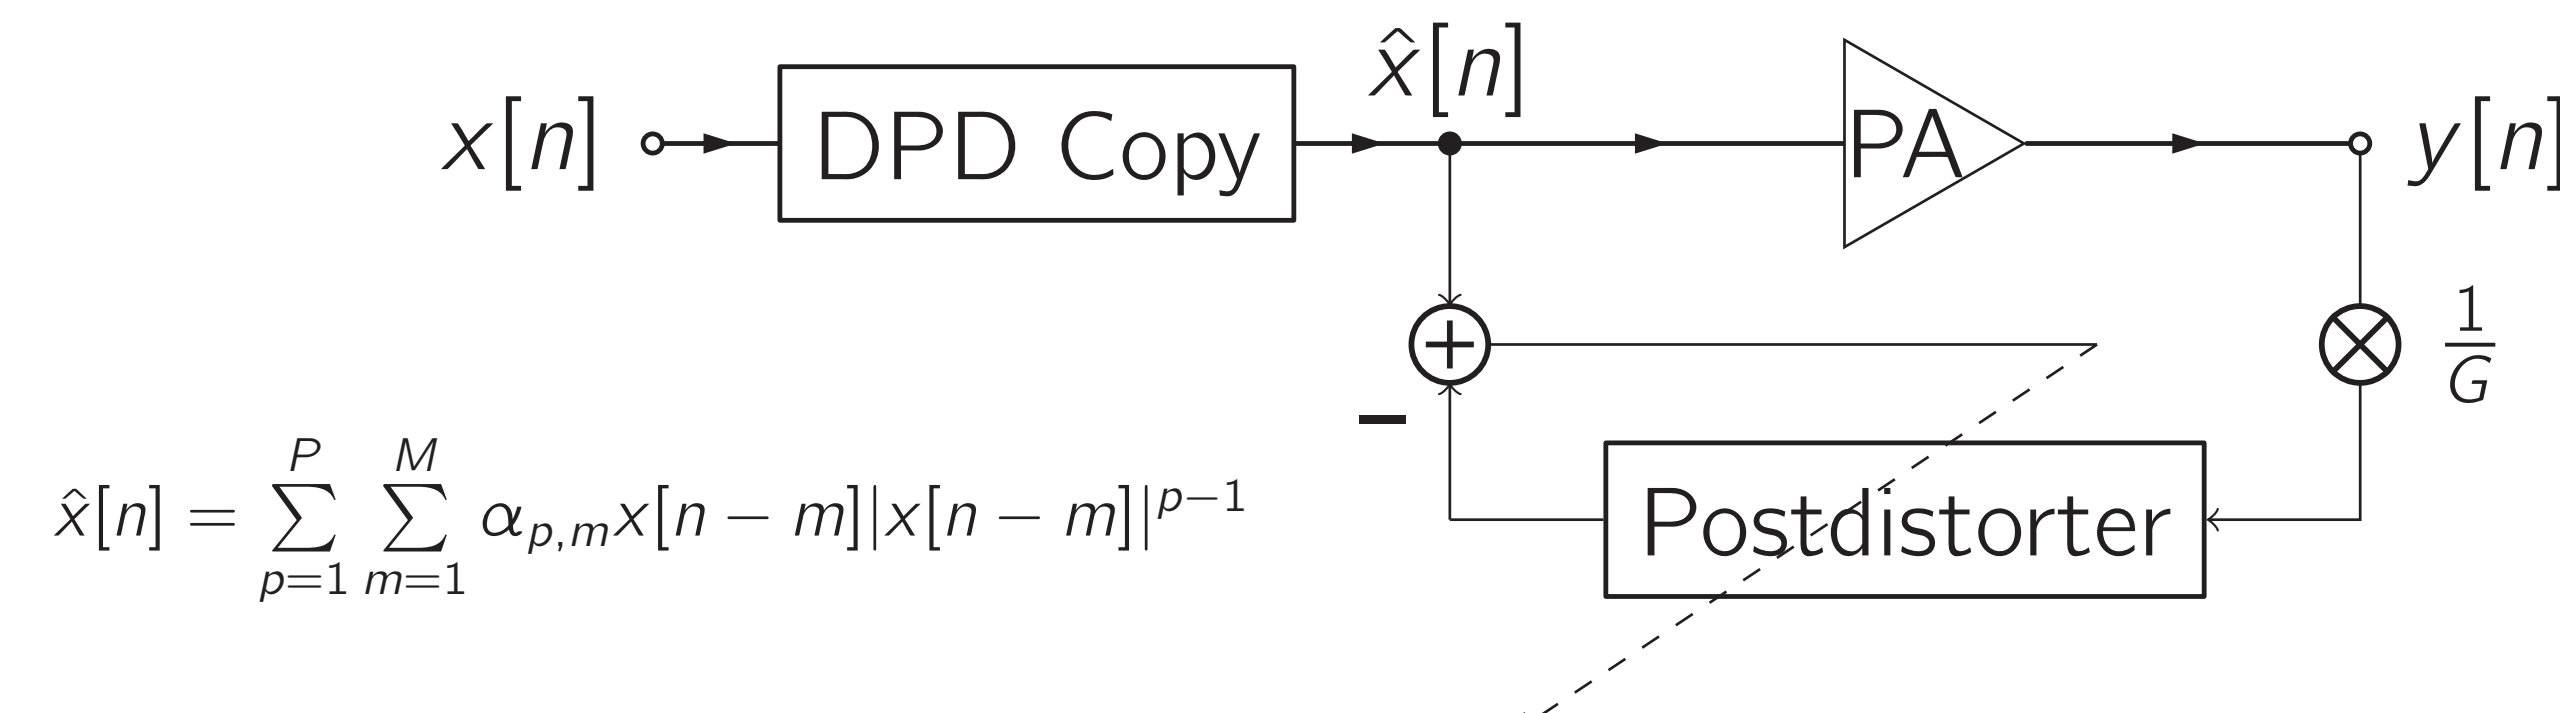 x[n]
DPD Copy
x̂[n]
PA
y[n]
1/G
−
x̂[n] = ∑_{p=1}^{P} ∑_{m=1}^{M} α_{p,m}x[n − m]|x[n − m]|^{p−1}
Postdistorter